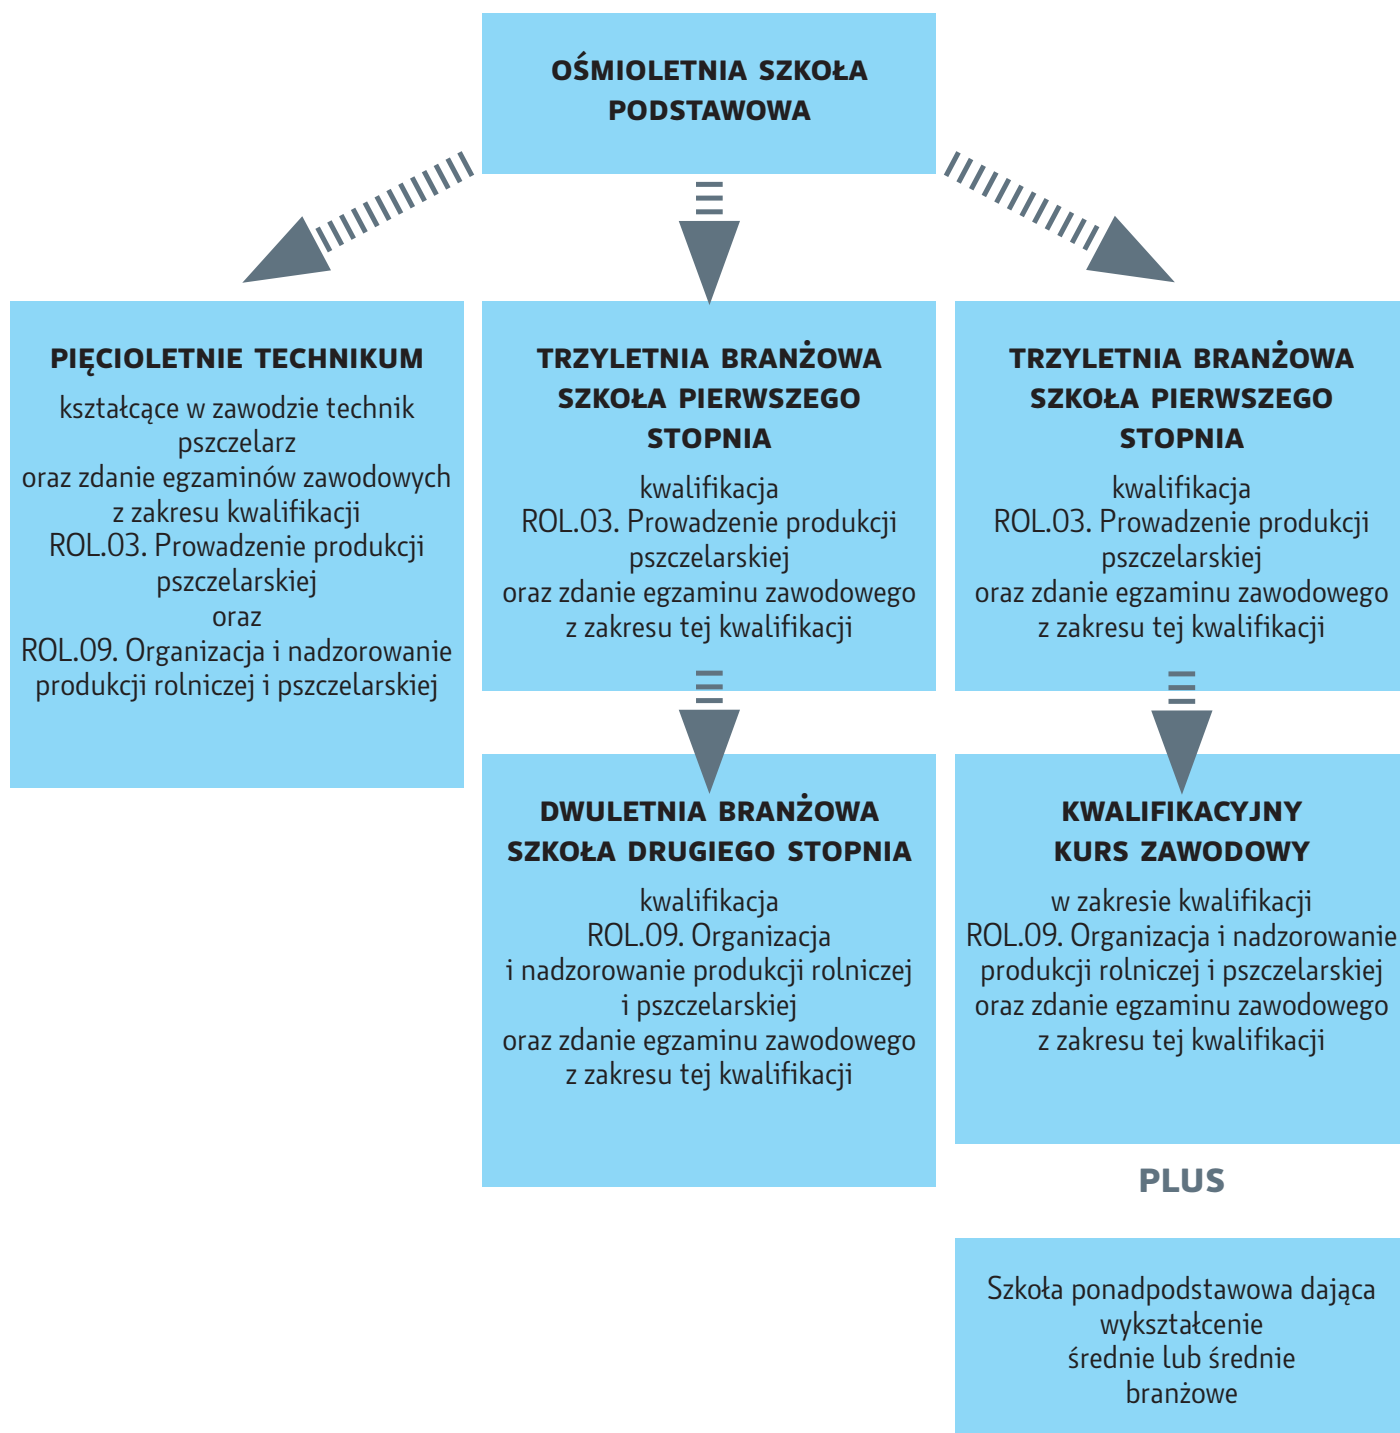 OŚMIOLETNIA SZKOŁA
PODSTAWOWA
PIĘCIOLETNIE TECHNIKUM
kształcące w zawodzie technik
pszczelarz
oraz zdanie egzaminów zawodowych
z zakresu kwalifikacji
ROL.03. Prowadzenie produkcji
pszczelarskiej
oraz
ROL.09. Organizacja i nadzorowanie
produkcji rolniczej i pszczelarskiej
TRZYLETNIA BRANŻOWA
SZKOŁA PIERWSZEGO
STOPNIA
kwalifikacja
ROL.03. Prowadzenie produkcji
pszczelarskiej
oraz zdanie egzaminu zawodowego
z zakresu tej kwalifikacji
TRZYLETNIA BRANŻOWA
SZKOŁA PIERWSZEGO
STOPNIA
kwalifikacja
ROL.03. Prowadzenie produkcji
pszczelarskiej
oraz zdanie egzaminu zawodowego
z zakresu tej kwalifikacji
DWULETNIA BRANŻOWA
SZKOŁA DRUGIEGO STOPNIA
kwalifikacja
ROL.09. Organizacja
i nadzorowanie produkcji rolniczej
i pszczelarskiej
oraz zdanie egzaminu zawodowego
z zakresu tej kwalifikacji
KWALIFIKACYJNY
KURS ZAWODOWY
w zakresie kwalifikacji
ROL.09. Organizacja i nadzorowanie
produkcji rolniczej i pszczelarskiej
oraz zdanie egzaminu zawodowego
z zakresu tej kwalifikacji
PLUS
Szkoła ponadpodstawowa dająca
wykształcenie
średnie lub średnie
branżowe